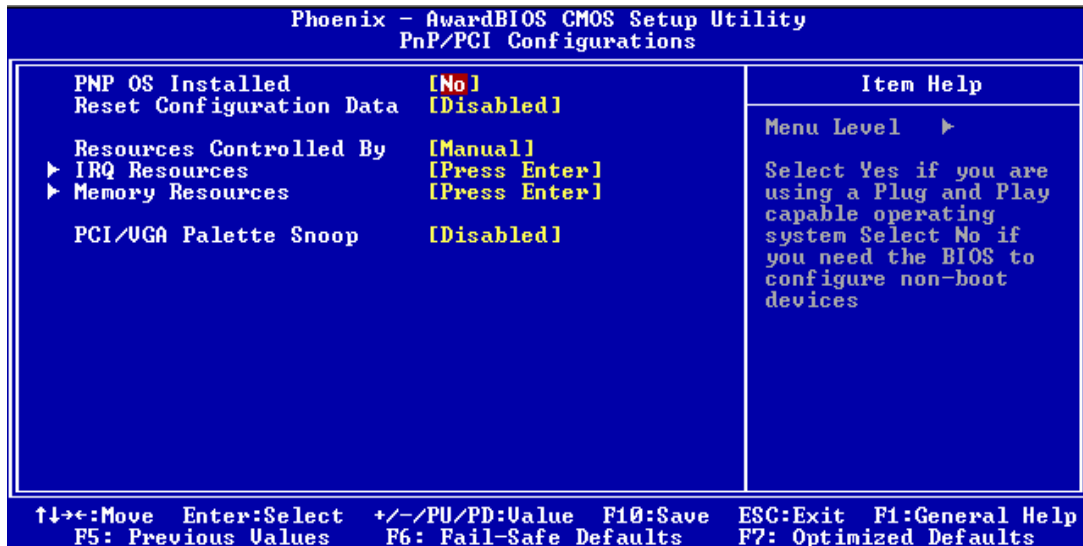 Phoenix - AwardBIOS CMOS Setup Utility
PnP/PCI Configurations
PNP OS Installed [No]
Reset Configuration Data [Disabled]
Resources Controlled By [Manual]
▶ IRQ Resources [Press Enter]
▶ Memory Resources [Press Enter]
PCI/VGA Palette Snoop [Disabled]
Item Help
Menu Level ▶
Select Yes if you are
using a Plug and Play
capable operating
system Select No if
you need the BIOS to
configure non-boot
devices
↑↓→←:Move Enter:Select +/-/PU/PD:Value F10:Save ESC:Exit F1:General Help
F5: Previous Values F6: Fail-Safe Defaults F7: Optimized Defaults